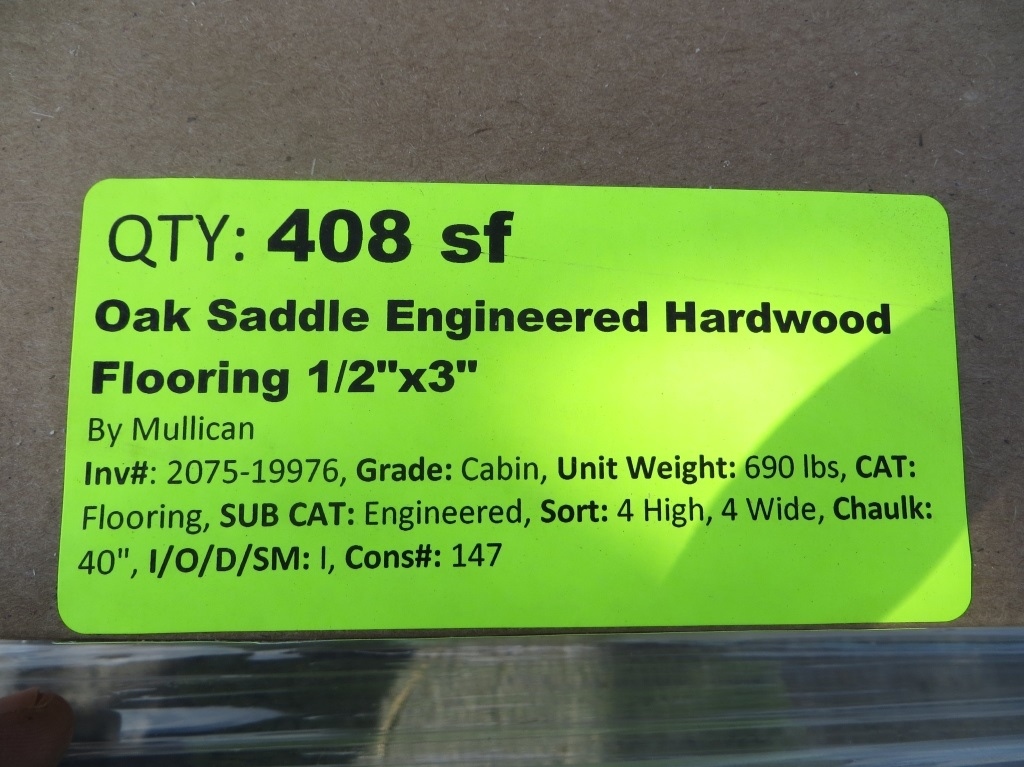 QTY: 408 sf
Oak Saddle Engineered Hardwood
Flooring 1/2"x3"
By Mullican
Inv#: 2075-19976, Grade: Cabin, Unit Weight: 690 lbs, CAT:
Flooring, SUB CAT: Engineered, Sort: 4 High, 4 Wide, Chaulk:
40", I/O/D/SM: I, Cons#: 147